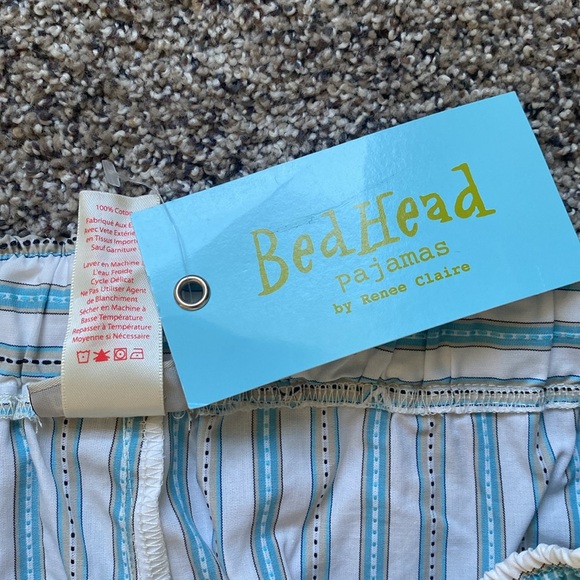 BedHead
pajamas
by Renee Claire
100% Coton
Fabriqué Aux
Avec Vete
en Tissus
Sauf Garniture
Laver en Machine à
L'eau Froide
Cycle Délicat
Ne Pas Utiliser Agent
de Blanchiment
Sécher en Machine à
Basse Température
Repasser à Température
Moyenne si Nécessaire